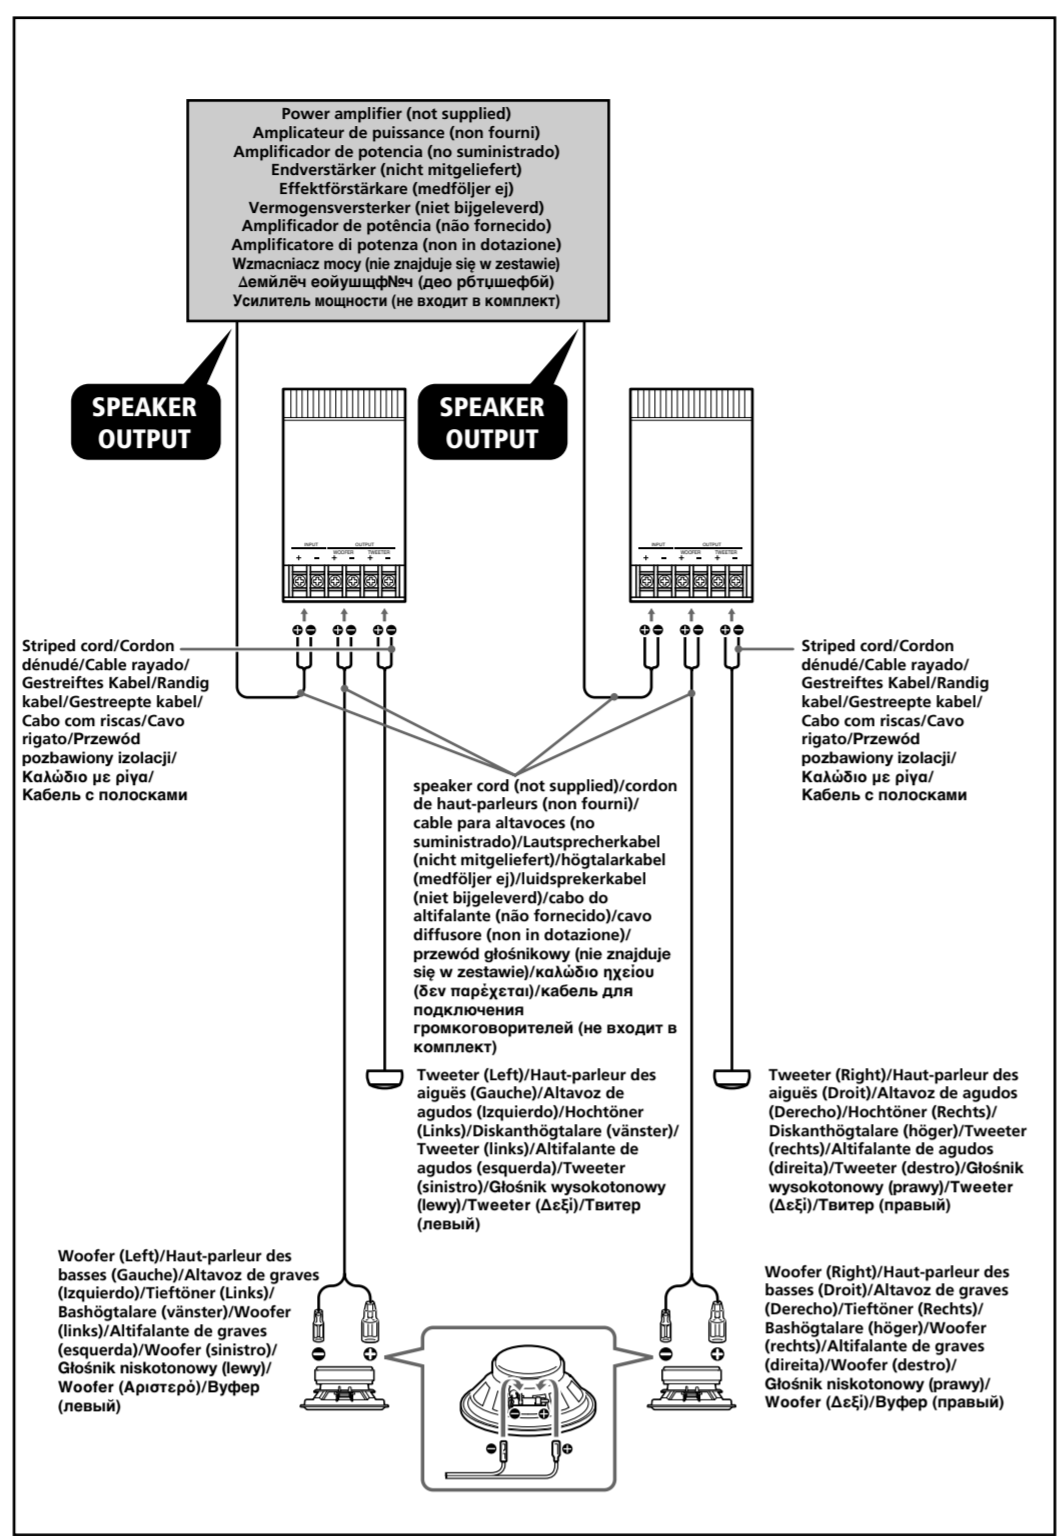 Power amplifier (not supplied)
Amplicateur de puissance (non fourni)
Amplificador de potencia (no suministrado)
Endverstärker (nicht mitgeliefert)
Effektförstärkare (medföljer ej)
Vermogensversterker (niet bijgeleverd)
Amplificador de potência (não fornecido)
Amplificatore di potenza (non in dotazione)
Wzmacniacz mocy (nie znajduje się w zestawie)
Δемйлёч еойушщф№ч (део рбтџшефбй)
Усилитель мощности (не входит в комплект)
SPEAKER
OUTPUT
SPEAKER
OUTPUT
INPUT OUTPUT
WOOFER TWEETER
+ − + − + −
INPUT OUTPUT
WOOFER TWEETER
+ − + − + −
Striped cord/Cordon
dénudé/Cable rayado/
Gestreiftes Kabel/Randig
kabel/Gestreepte kabel/
Cabo com riscas/Cavo
rigato/Przewód
pozbawiony izolacji/
Καλώδιο με ρίγα/
Кабель с полосками
Striped cord/Cordon
dénudé/Cable rayado/
Gestreiftes Kabel/Randig
kabel/Gestreepte kabel/
Cabo com riscas/Cavo
rigato/Przewód
pozbawiony izolacji/
Καλώδιο με ρίγα/
Кабель с полосками
speaker cord (not supplied)/cordon
de haut-parleurs (non fourni)/
cable para altavoces (no
suministrado)/Lautsprecherkabel
(nicht mitgeliefert)/högtalarkabel
(medföljer ej)/luidsprekerkabel
(niet bijgeleverd)/cabo do
altifalante (não fornecido)/cavo
diffusore (non in dotazione)/
przewód głośnikowy (nie znajduje
się w zestawie)/καλώδιο ηχείου
(δεν παρέχεται)/кабель для
подключения
громкоговорителей (не входит в
комплект)
Tweeter (Left)/Haut-parleur des
aiguës (Gauche)/Altavoz de
agudos (Izquierdo)/Hochtöner
(Links)/Diskanthögtalare (vänster)/
Tweeter (links)/Altifalante de
agudos (esquerda)/Tweeter
(sinistro)/Głośnik wysokotonowy
(lewy)/Tweeter (Δεξί)/Твитер
(левый)
Tweeter (Right)/Haut-parleur des
aiguës (Droit)/Altavoz de agudos
(Derecho)/Hochtöner (Rechts)/
Diskanthögtalare (höger)/Tweeter
(rechts)/Altifalante de agudos
(direita)/Tweeter (destro)/Głośnik
wysokotonowy (prawy)/Tweeter
(Δεξί)/Твитер (правый)
Woofer (Left)/Haut-parleur des
basses (Gauche)/Altavoz de graves
(Izquierdo)/Tieftöner (Links)/
Bashögtalare (vänster)/Woofer
(links)/Altifalante de graves
(esquerda)/Woofer (sinistro)/
Głośnik niskotonowy (lewy)/
Woofer (Αριστερό)/Вуфер
(левый)
Woofer (Right)/Haut-parleur des
basses (Droit)/Altavoz de graves
(Derecho)/Tieftöner (Rechts)/
Bashögtalare (höger)/Woofer
(rechts)/Altifalante de graves
(direita)/Woofer (destro)/
Głośnik niskotonowy (prawy)/
Woofer (Δεξί)/Вуфер (правый)